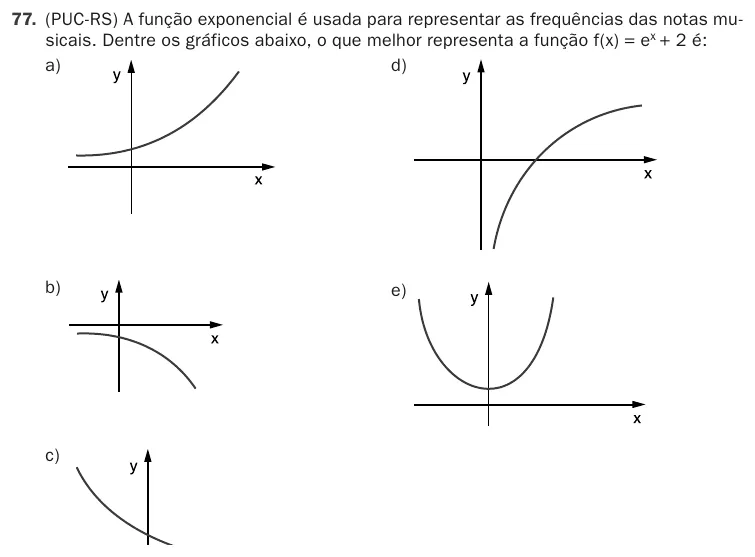 77. (PUC-RS) A função exponencial é usada para representar as frequências das notas mu-
sicais. Dentre os gráficos abaixo, o que melhor representa a função f(x) = eˣ + 2 é:
a)
y
x
d)
y
x
b)
y
x
e)
y
x
c)
y